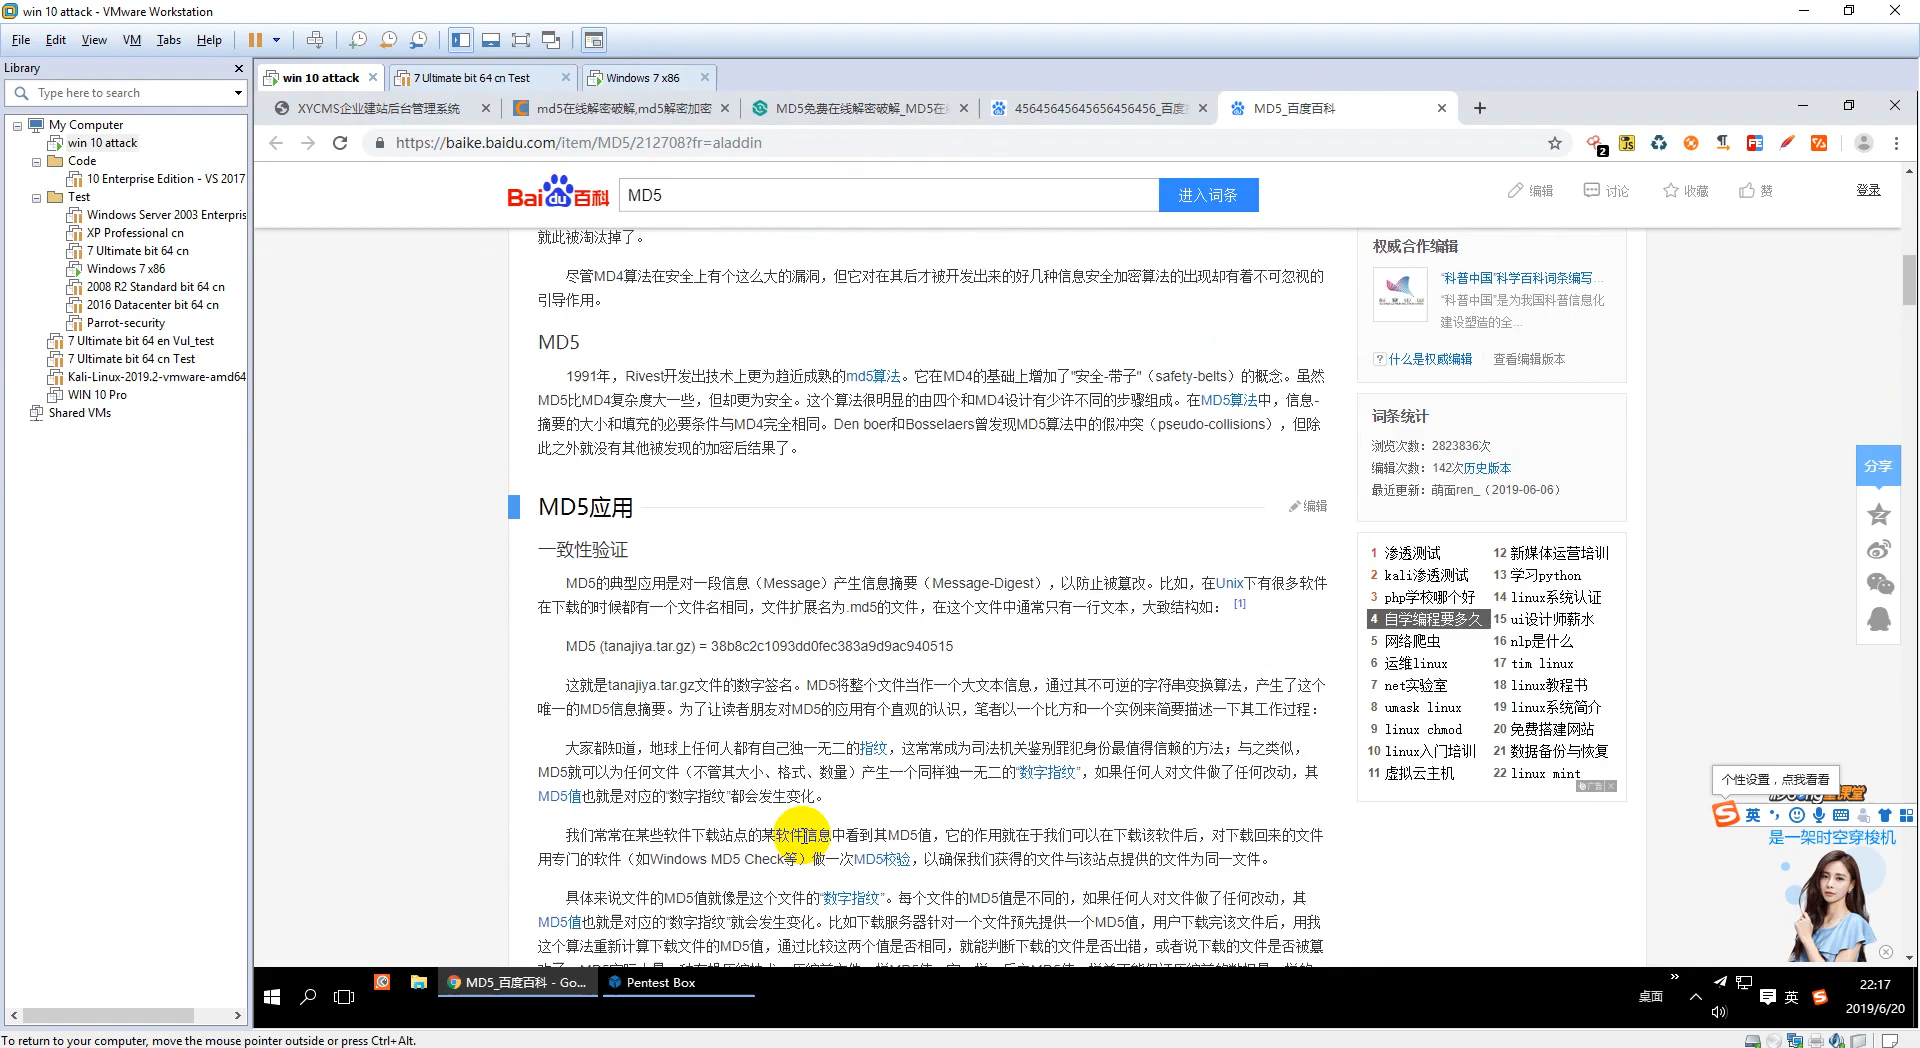 win 10 attack - VMware Workstation
File Edit View VM Tabs Help
Library
Type here to search
My Computer
win 10 attack
Code
10 Enterprise Edition - VS 2017
Test
Windows Server 2003 Enterpris
XP Professional cn
7 Ultimate bit 64 cn
Windows 7 x86
2008 R2 Standard bit 64 cn
2016 Datacenter bit 64 cn
Parrot-security
7 Ultimate bit 64 en Vul_test
7 Ultimate bit 64 cn Test
Kali-Linux-2019.2-vmware-amd64
WIN 10 Pro
Shared VMs
win 10 attack
7 Ultimate bit 64 cn Test
Windows 7 x86
XYCMS企业建站后台管理系统
md5在线解密破解,md5解密加密
MD5免费在线解密破解_MD5在
45645645645656456456_百度
MD5_百度百科
https://baike.baidu.com/item/MD5/212708?fr=aladdin
2
Bai du 百科
MD5
进入词条
编辑 讨论 收藏 赞
登录
就此被淘汰掉了。
尽管MD4算法在安全上有个这么大的漏洞，但它对在其后才被开发出来的好几种信息安全加密算法的出现却有着不可忽视的
引导作用。
MD5
1991年，Rivest开发出技术上更为趋近成熟的md5算法。它在MD4的基础上增加了"安全-带子"（safety-belts）的概念。虽然
MD5比MD4复杂度大一些，但却更为安全。这个算法很明显的由四个和MD4设计有少许不同的步骤组成。在MD5算法中，信息-
摘要的大小和填充的必要条件与MD4完全相同。Den boer和Bosselaers曾发现MD5算法中的假冲突（pseudo-collisions），但除
此之外就没有其他被发现的加密后结果了。
MD5应用
编辑
一致性验证
MD5的典型应用是对一段信息（Message）产生信息摘要（Message-Digest），以防止被篡改。比如，在Unix下有很多软件
在下载的时候都有一个文件名相同，文件扩展名为.md5的文件，在这个文件中通常只有一行文本，大致结构如： [1]
MD5 (tanajiya.tar.gz) = 38b8c2c1093dd0fec383a9d9ac940515
这就是tanajiya.tar.gz文件的数字签名。MD5将整个文件当作一个大文本信息，通过其不可逆的字符串变换算法，产生了这个
唯一的MD5信息摘要。为了让读者朋友对MD5的应用有个直观的认识，笔者以一个比方和一个实例来简要描述一下其工作过程：
大家都知道，地球上任何人都有自己独一无二的指纹，这常常成为司法机关鉴别罪犯身份最值得信赖的方法；与之类似，
MD5就可以为任何文件（不管其大小、格式、数量）产生一个同样独一无二的“数字指纹”，如果任何人对文件做了任何改动，其
MD5值也就是对应的“数字指纹”都会发生变化。
我们常常在某些软件下载站点的某软件信息中看到其MD5值，它的作用就在于我们可以在下载该软件后，对下载回来的文件
用专门的软件（如Windows MD5 Check等）做一次MD5校验，以确保我们获得的文件与该站点提供的文件为同一文件。
具体来说文件的MD5值就像是这个文件的“数字指纹”。每个文件的MD5值是不同的，如果任何人对文件做了任何改动，其
MD5值也就是对应的“数字指纹”就会发生变化。比如下载服务器针对一个文件预先提供一个MD5值，用户下载完该文件后，用我
这个算法重新计算下载文件的MD5值，通过比较这两个值是否相同，就能判断下载的文件是否出错，或者说下载的文件是否被篡
权威合作编辑
“科普中国”科学百科词条编写...
“科普中国”是为我国科普信息化
建设塑造的全...
什么是权威编辑 查看编辑版本
词条统计
浏览次数：2823836次
编辑次数：142次历史版本
最近更新：萌面ren_（2019-06-06）
1 渗透测试 12 新媒体运营培训
2 kali渗透测试 13 学习python
3 php学校哪个好 14 linux系统认证
4 自学编程要多久 15 ui设计师薪水
5 网络爬虫 16 nlp是什么
6 运维linux 17 tim linux
7 net实验室 18 linux教程书
8 umask linux 19 linux系统简介
9 linux chmod 20 免费搭建网站
10 linux入门培训 21 数据备份与恢复
11 虚拟云主机 22 linux mint
广告
分享
个性设置，点我看看
英
是一架时空穿梭机
MD5_百度百科 - Go...
Pentest Box
桌面
英
22:17
2019/6/20
To return to your computer, move the mouse pointer outside or press Ctrl+Alt.